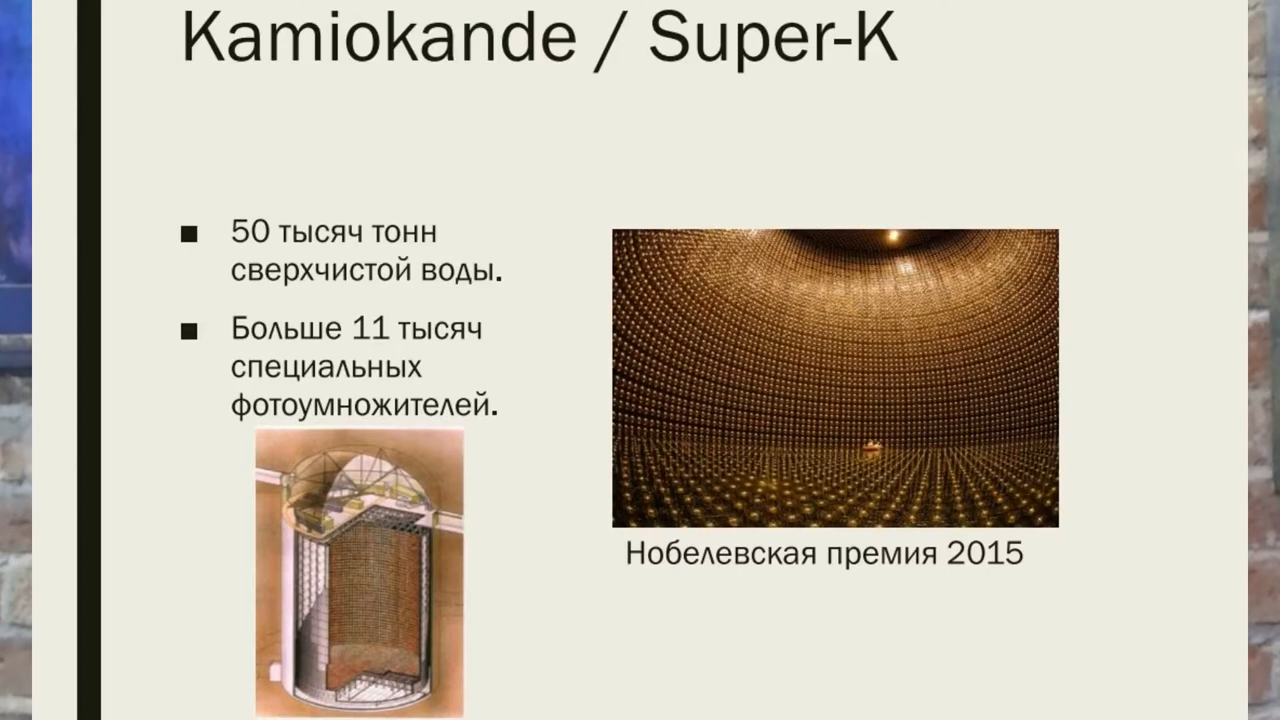 Kamiokande / Super-K
50 тысяч тонн
сверхчистой воды.
Больше 11 тысяч
специальных
фотоумножителей.
Нобелевская премия 2015